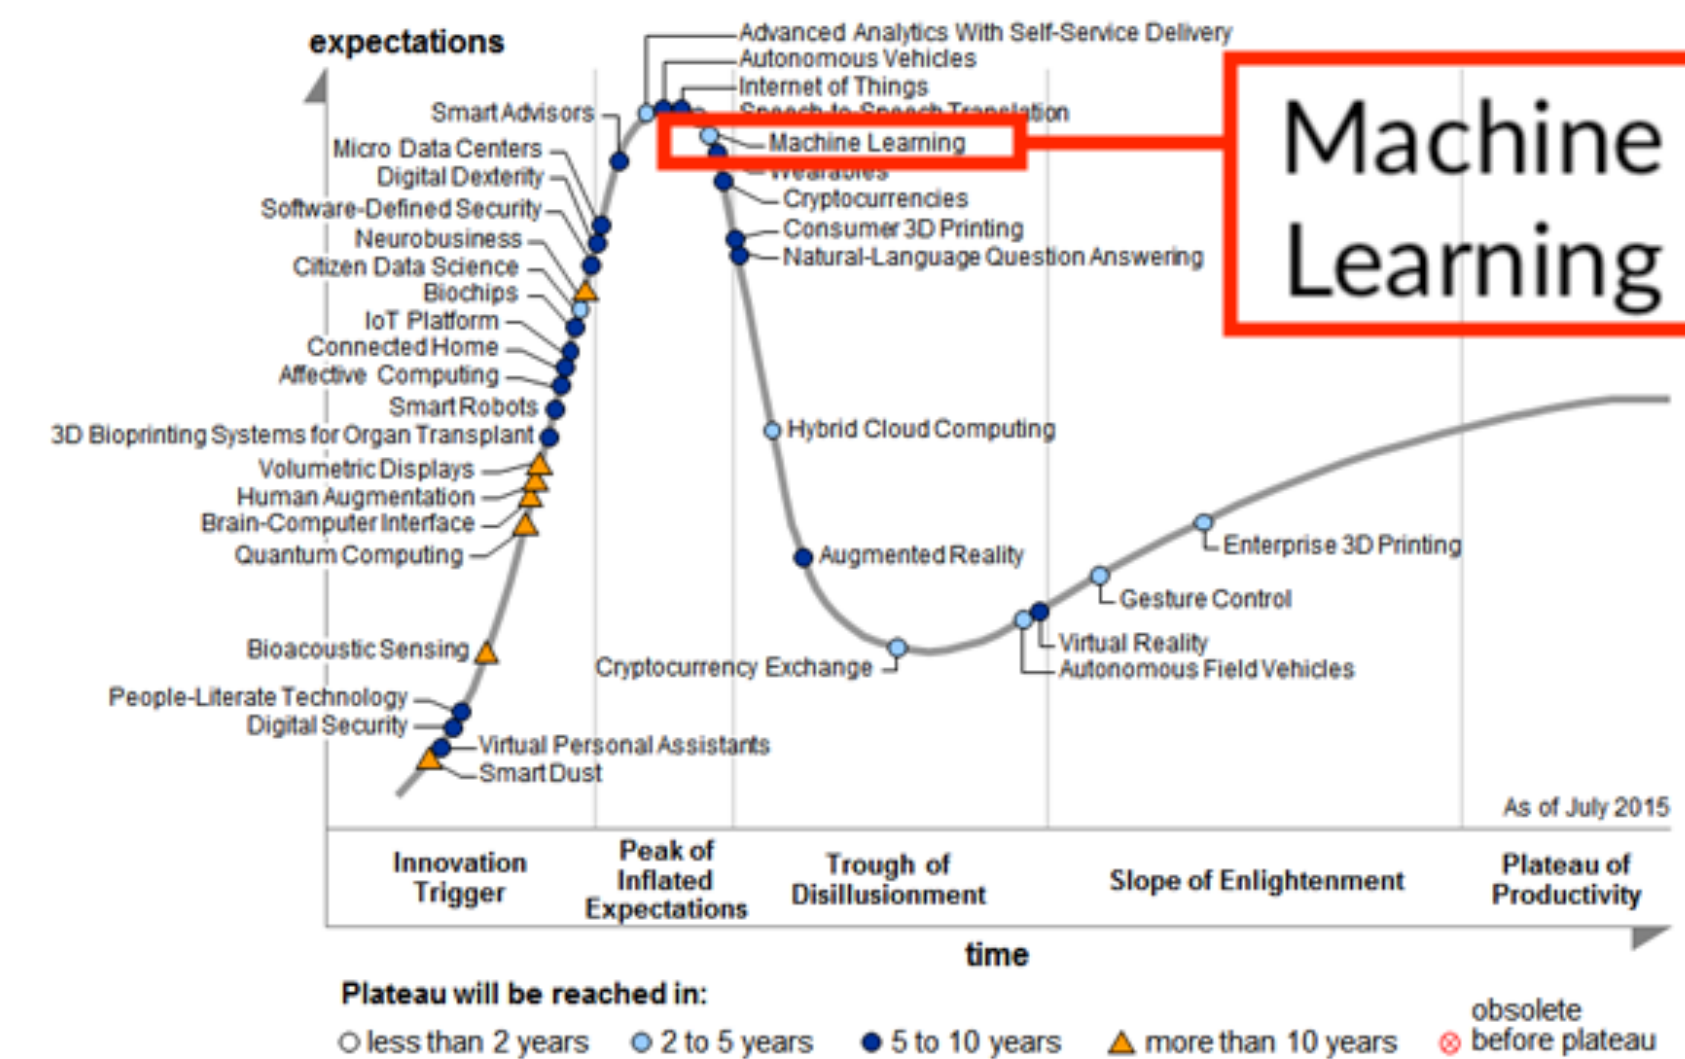 expectations
Advanced Analytics With Self-Service Delivery
Autonomous Vehicles
Internet of Things
Speech-to-Speech Translation
Machine Learning
Wearables
Cryptocurrencies
Consumer 3D Printing
Natural-Language Question Answering
Smart Advisors
Micro Data Centers
Digital Dexterity
Software-Defined Security
Neurobusiness
Citizen Data Science
Biochips
IoT Platform
Connected Home
Affective Computing
Smart Robots
3D Bioprinting Systems for Organ Transplant
Volumetric Displays
Human Augmentation
Brain-Computer Interface
Quantum Computing
Bioacoustic Sensing
People-Literate Technology
Digital Security
Virtual Personal Assistants
Smart Dust
Machine
Learning
Hybrid Cloud Computing
Augmented Reality
Cryptocurrency Exchange
Enterprise 3D Printing
Gesture Control
Virtual Reality
Autonomous Field Vehicles
As of July 2015
Innovation
Trigger
Peak of
Inflated
Expectations
Trough of
Disillusionment
Slope of Enlightenment
Plateau of
Productivity
time
Plateau will be reached in:
less than 2 years
2 to 5 years
5 to 10 years
more than 10 years
obsolete
before plateau